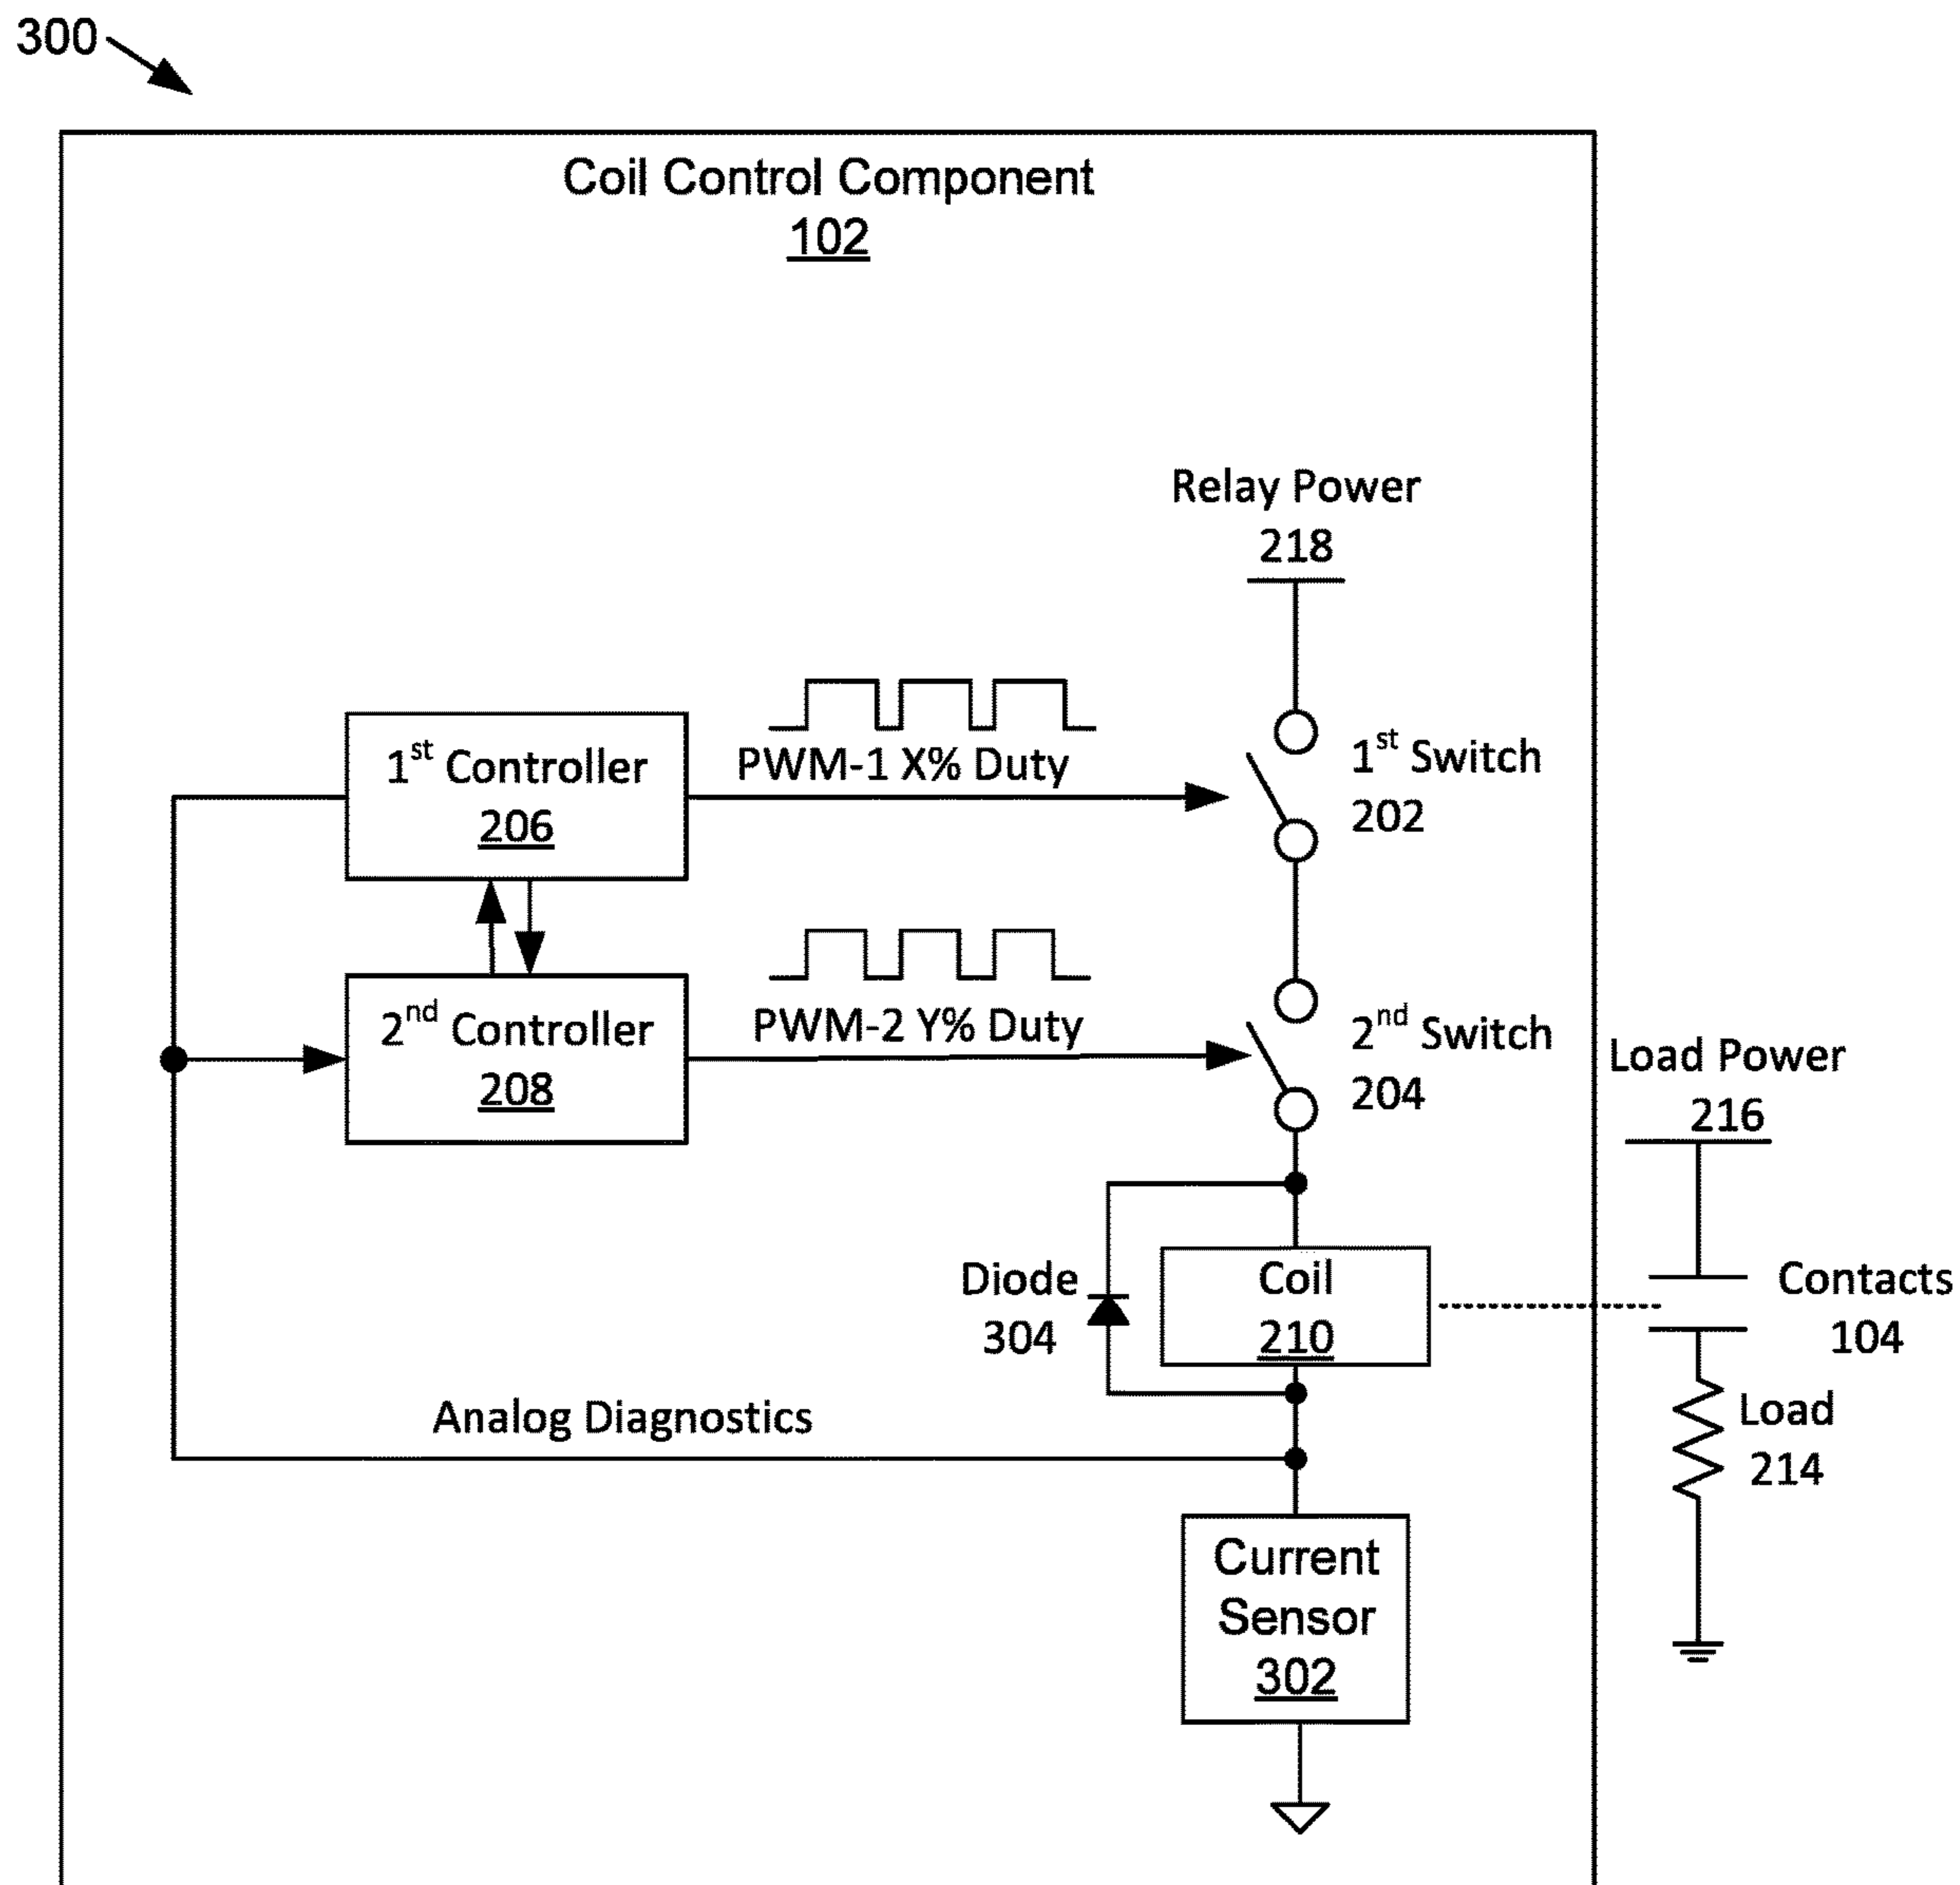 300
Coil Control Component
102
Relay Power
218
1st Controller
206
PWM-1 X% Duty
1st Switch
202
2nd Controller
208
PWM-2 Y% Duty
2nd Switch
204
Load Power
216
Diode
304
Coil
210
Contacts
104
Analog Diagnostics
Load
214
Current
Sensor
302